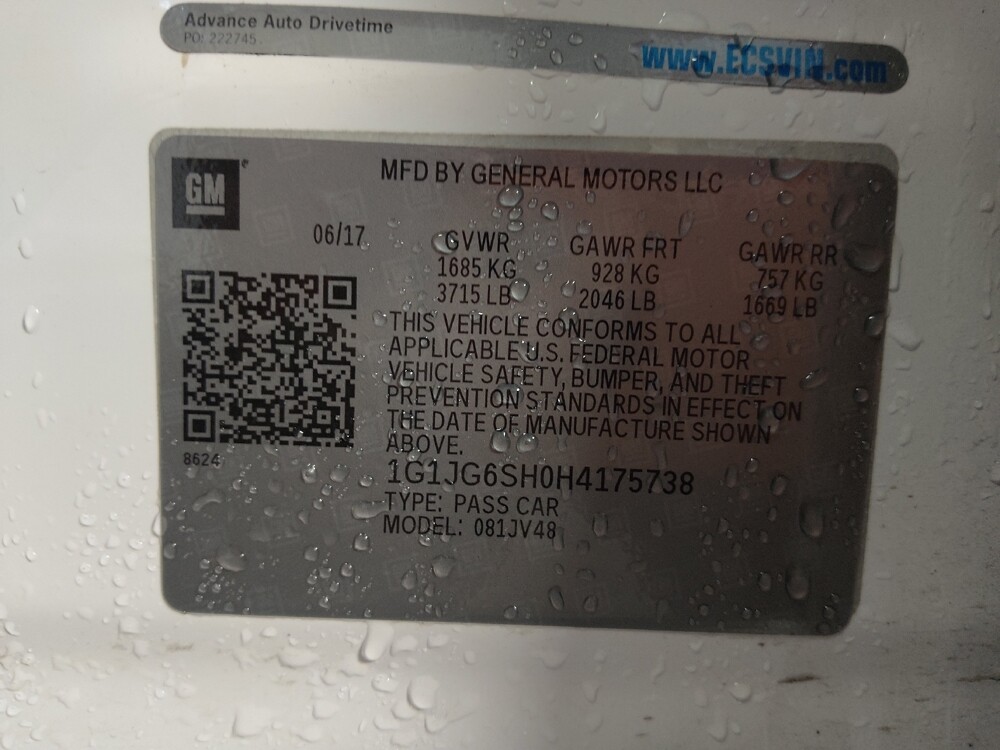 Advance Auto Drivetime
PO: 222745
www.ECSVIN.com
GM
MFD BY GENERAL MOTORS LLC
06/17 GVWR GAWR FRT GAWR RR
1685 KG 928 KG 757 KG
3715 LB 2046 LB 1669 LB
THIS VEHICLE CONFORMS TO ALL
APPLICABLE U.S. FEDERAL MOTOR
VEHICLE SAFETY, BUMPER, AND THEFT
PREVENTION STANDARDS IN EFFECT ON
THE DATE OF MANUFACTURE SHOWN
ABOVE.
8624
1G1JG6SH0H4175738
TYPE: PASS CAR
MODEL: 081JV48